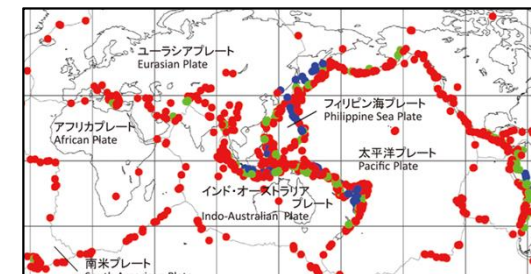 ユーラシアプレート
Eurasian Plate
フィリピン海プレート
Philippine Sea Plate
アフリカプレート
African Plate
太平洋プレート
Pacific Plate
インド・オーストラリア
プレート
Indo-Australian Plate
南米プレート